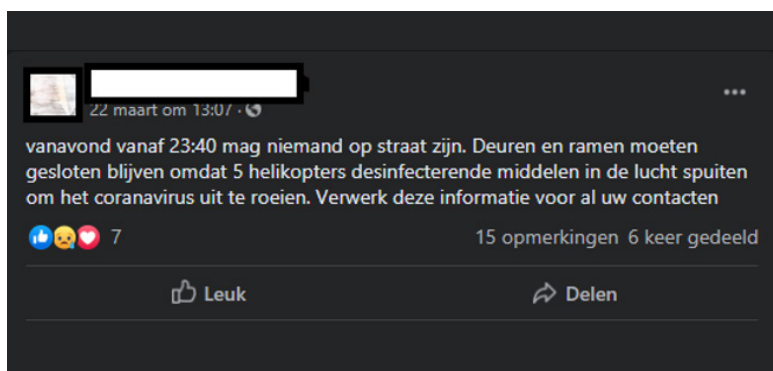 22 maart om 13:07 ·
vanavond vanaf 23:40 mag niemand op straat zijn. Deuren en ramen moeten
gesloten blijven omdat 5 helikopters desinfecterende middelen in de lucht spuiten
om het coranavirus uit te roeien. Verwerk deze informatie voor al uw contacten
7 15 opmerkingen 6 keer gedeeld
Leuk Delen